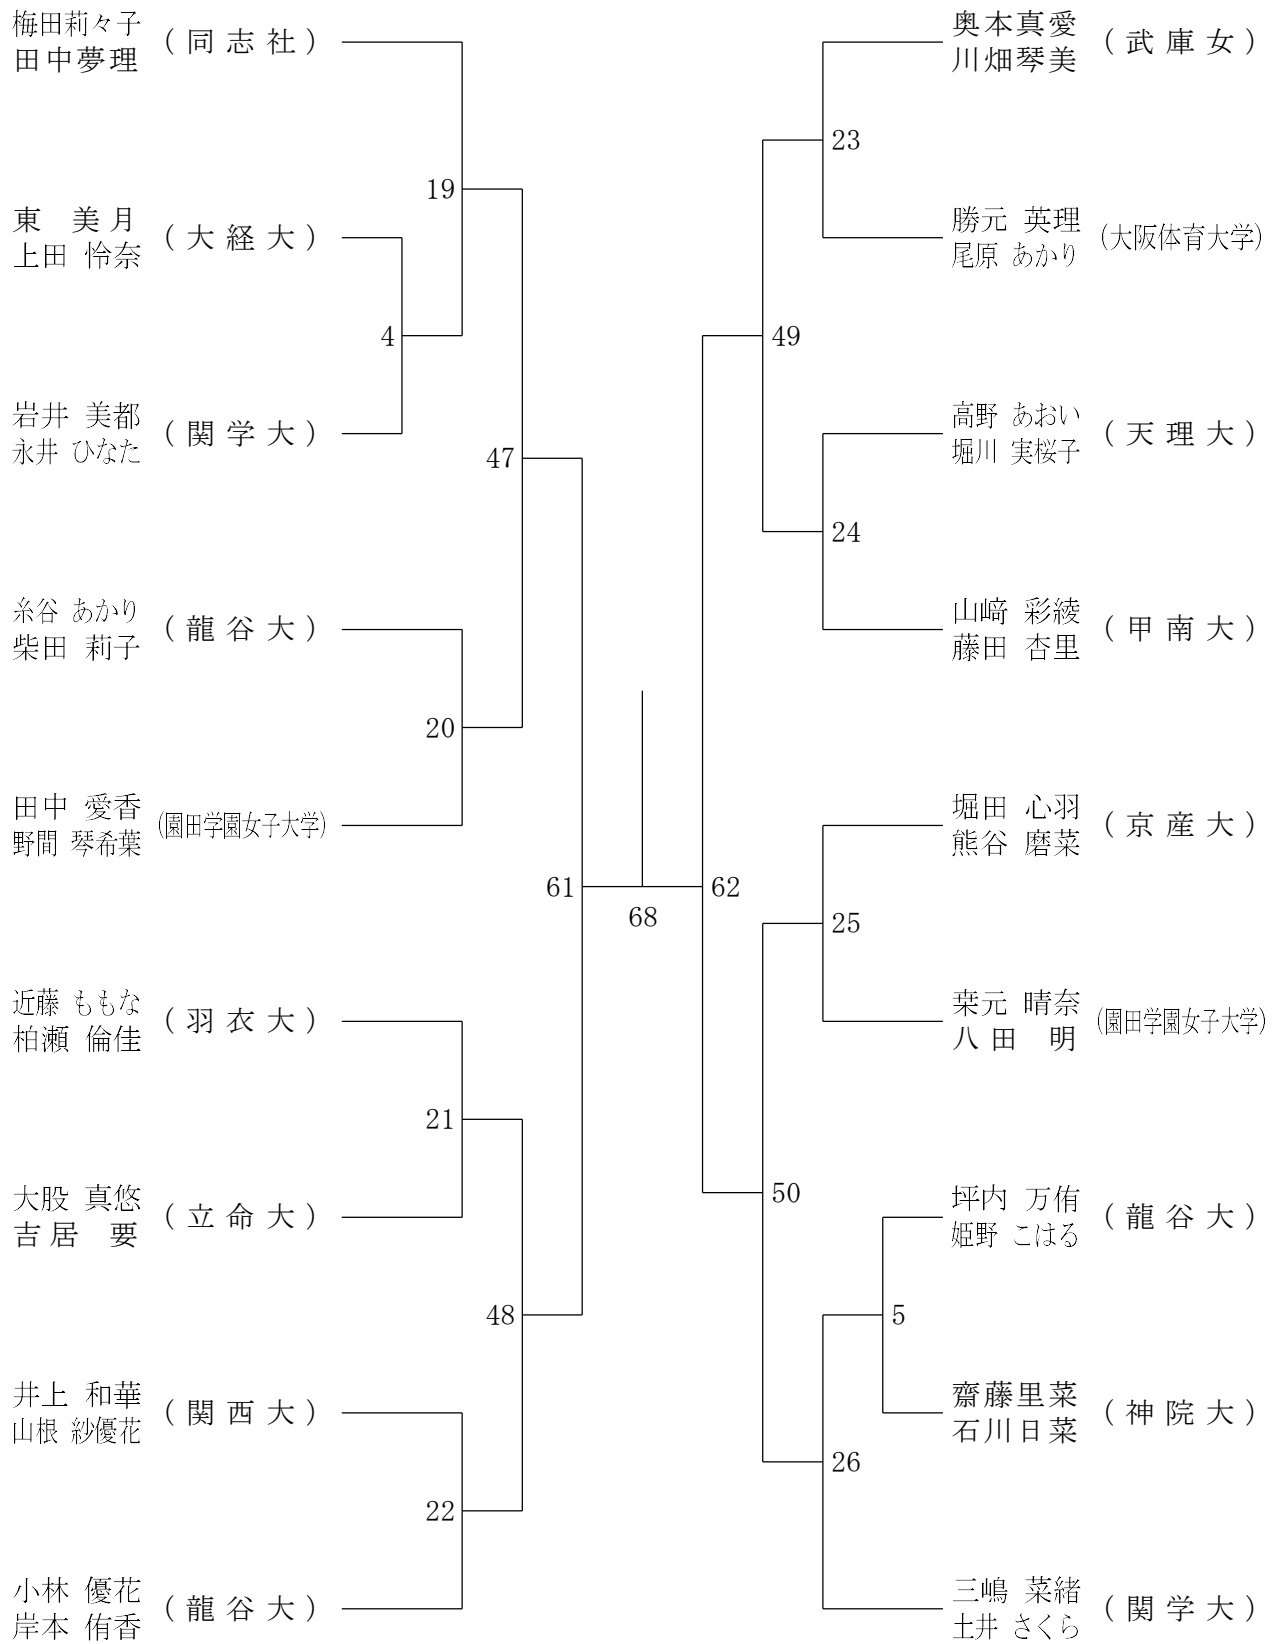 梅田莉々子
田中夢理
(同志社)
19
東 美月
上田 怜奈
(大経大)
4
岩井 美都
永井 ひなた
(関学大)
47
糸谷 あかり
柴田 莉子
(龍谷大)
20
田中 愛香
野間 琴希葉
(園田学園女子大学)
61
近藤 ももな
柏瀬 倫佳
(羽衣大)
21
大股 真悠
吉居 要
(立命大)
48
井上 和華
山根 紗優花
(関西大)
22
小林 優花
岸本 侑香
(龍谷大)
68
奥本真愛
川畑琴美
(武庫女)
23
勝元 英理
尾原 あかり
(大阪体育大学)
49
高野 あおい
堀川 実桜子
(天理大)
24
山﨑 彩綾
藤田 杏里
(甲南大)
62
堀田 心羽
熊谷 磨菜
(京産大)
25
桒元 晴奈
八田 明
(園田学園女子大学)
50
坪内 万侑
姫野 こはる
(龍谷大)
5
齋藤里菜
石川日菜
(神院大)
26
三嶋 菜緒
土井 さくら
(関学大)